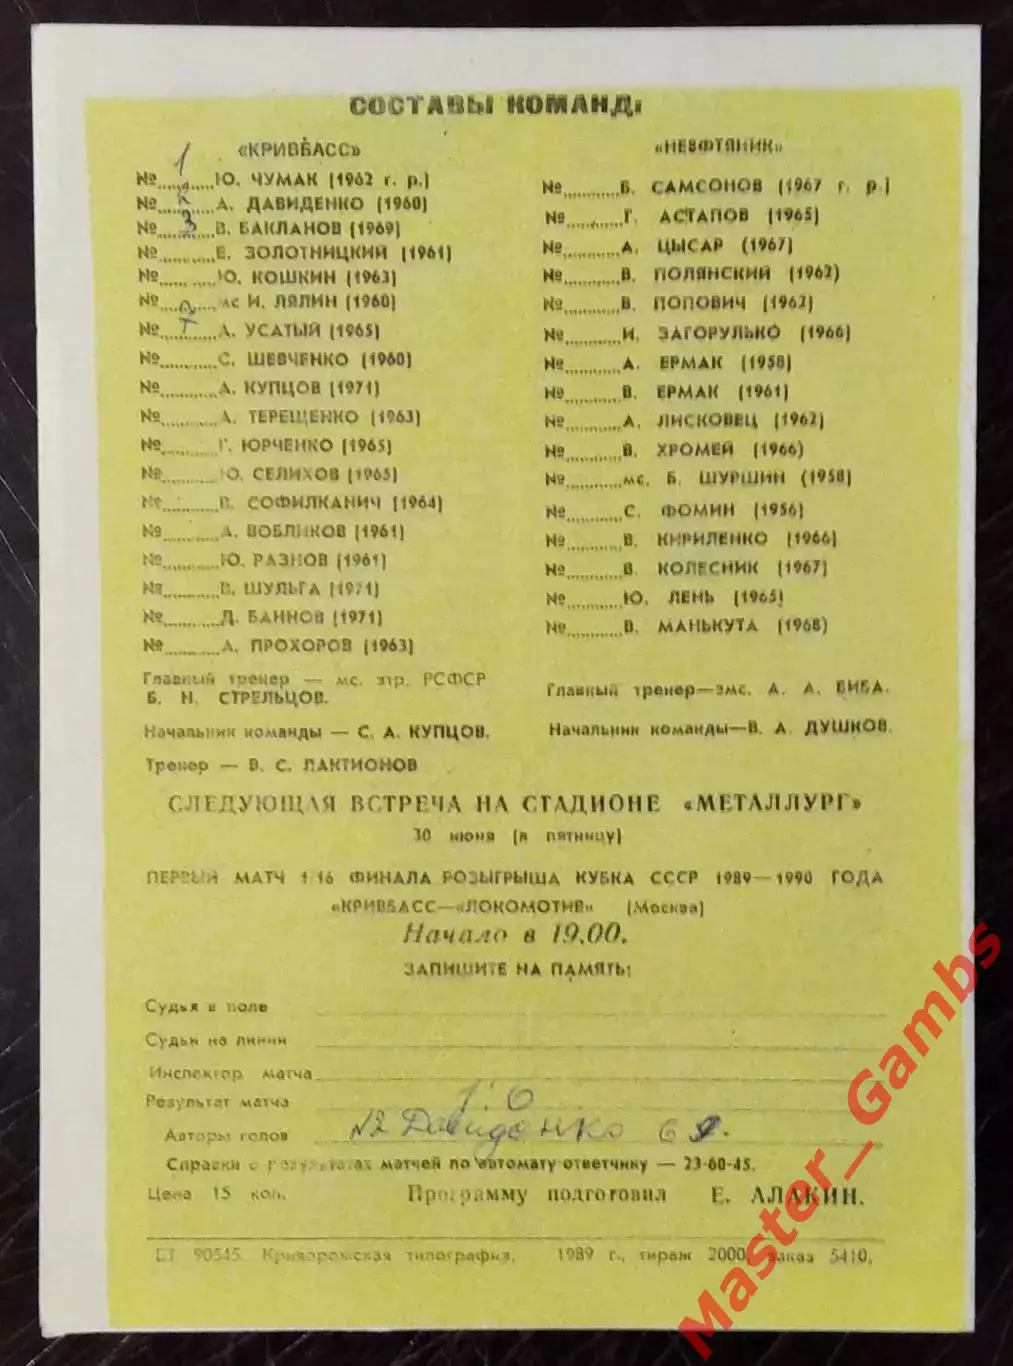 СОСТАВЫ КОМАНД:
«КРИВБАСС»
№ 1 Ю. ЧУМАК (1962 г. р.)
№ К А. ДАВИДЕНКО (1960)
№ 3 В. БАКЛАНОВ (1969)
№ Е. ЗОЛОТНИЦКИЙ (1961)
№ Ю. КОШКИН (1963)
№ мс И. ЛЯЛИН (1960)
№ А. УСАТЫЙ (1965)
№ С. ШЕВЧЕНКО (1960)
№ А. КУПЦОВ (1971)
№ А. ТЕРЕЩЕНКО (1963)
№ Г. ЮРЧЕНКО (1965)
№ Ю. СЕЛИХОВ (1965)
№ В. СОФИЛКАНИЧ (1964)
№ А. ВОБЛИКОВ (1961)
№ Ю. РАЗНОВ (1961)
№ В. ШУЛЬГА (1971)
№ Д. БАННОВ (1971)
№ А. ПРОХОРОВ (1963)
Главный тренер — мс. зтр. РСФСР
Б. Н. СТРЕЛЬЦОВ.
Начальник команды — С. А. КУПЦОВ.
Тренер — В. С. ЛАКТИОНОВ
«НЕФТЯНИК»
№ Б. САМСОНОВ (1967 г. р.)
№ Г. АСТАПОВ (1965)
№ А. ЦЫСАР (1967)
№ В. ПОЛЯНСКИЙ (1962)
№ В. ПОПОВИЧ (1962)
№ И. ЗАГОРУЛЬКО (1966)
№ А. ЕРМАК (1958)
№ В. ЕРМАК (1961)
№ А. ЛИСКОВЕЦ (1962)
№ В. ХРОМЕЙ (1966)
№ мс. Б. ШУРШИН (1958)
№ С. ФОМИН (1956)
№ В. КИРИЛЕНКО (1966)
№ В. КОЛЕСНИК (1967)
№ Ю. ЛЕНЬ (1965)
№ В. МАНЬКУТА (1968)
Главный тренер—змс. А. А. БИБА.
Начальник команды—В. А. ДУШКОВ.
СЛЕДУЮЩАЯ ВСТРЕЧА НА СТАДИОНЕ «МЕТАЛЛУРГ»
30 июня (в пятницу)
ПЕРВЫЙ МАТЧ 1/16 ФИНАЛА РОЗЫГРЫША КУБКА СССР 1989—1990 ГОДА
«КРИВБАСС—«ЛОКОМОТИВ» (Москва)
Начало в 19.00.
ЗАПИШИТЕ НА ПАМЯТЬ:
Судья в поле
Судьи на линии
Инспектор матча
Результат матча 1:0
Авторы голов №2 Давиденко
Справки о результатах матчей по автомату ответчику — 23-60-45.
Цена 15 коп. Программу подготовил Е. АЛАКИН.
БТ 90545. Криворожская типография. 1989 г., тираж 2000, заказ 5410.
Master_Gambs